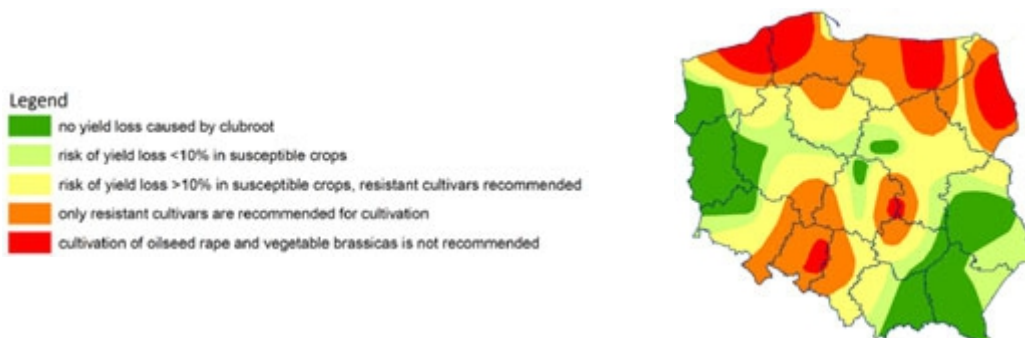 Legend
no yield loss caused by clubroot
risk of yield loss <10% in susceptible crops
risk of yield loss >10% in susceptible crops, resistant cultivars recommended
only resistant cultivars are recommended for cultivation
cultivation of oilseed rape and vegetable brassicas is not recommended